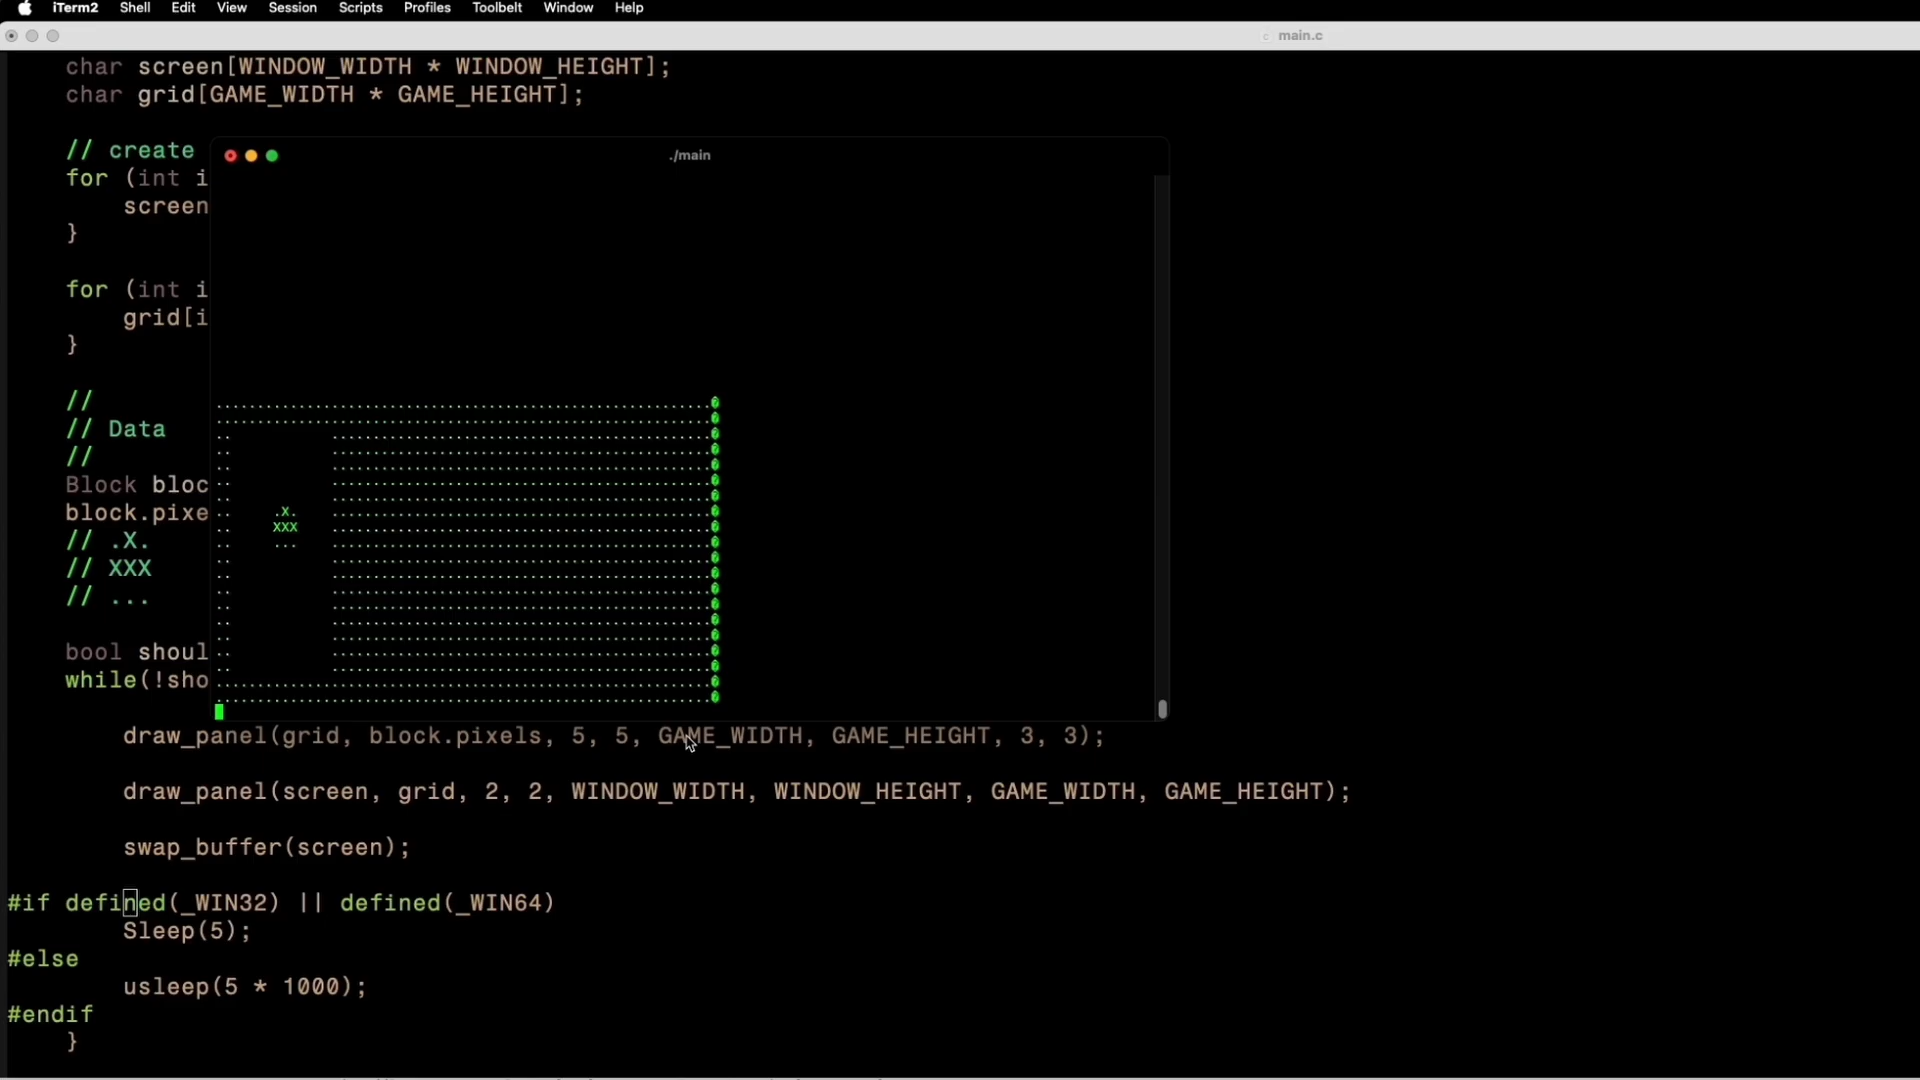 iTerm2 Shell Edit View Session Scripts Profiles Toolbelt Window Help
main.c
char screen[WINDOW_WIDTH * WINDOW_HEIGHT];
char grid[GAME_WIDTH * GAME_HEIGHT];
// create
for (int i
screen
}
for (int i
grid[i
}
//
// Data
//
Block bloc
block.pixe
// .X.
// XXX
// ...
bool shoul
while(!sho
./main
.X.
XXX
...
draw_panel(grid, block.pixels, 5, 5, GAME_WIDTH, GAME_HEIGHT, 3, 3);
draw_panel(screen, grid, 2, 2, WINDOW_WIDTH, WINDOW_HEIGHT, GAME_WIDTH, GAME_HEIGHT);
swap_buffer(screen);
#if defined(_WIN32) || defined(_WIN64)
Sleep(5);
#else
usleep(5 * 1000);
#endif
}